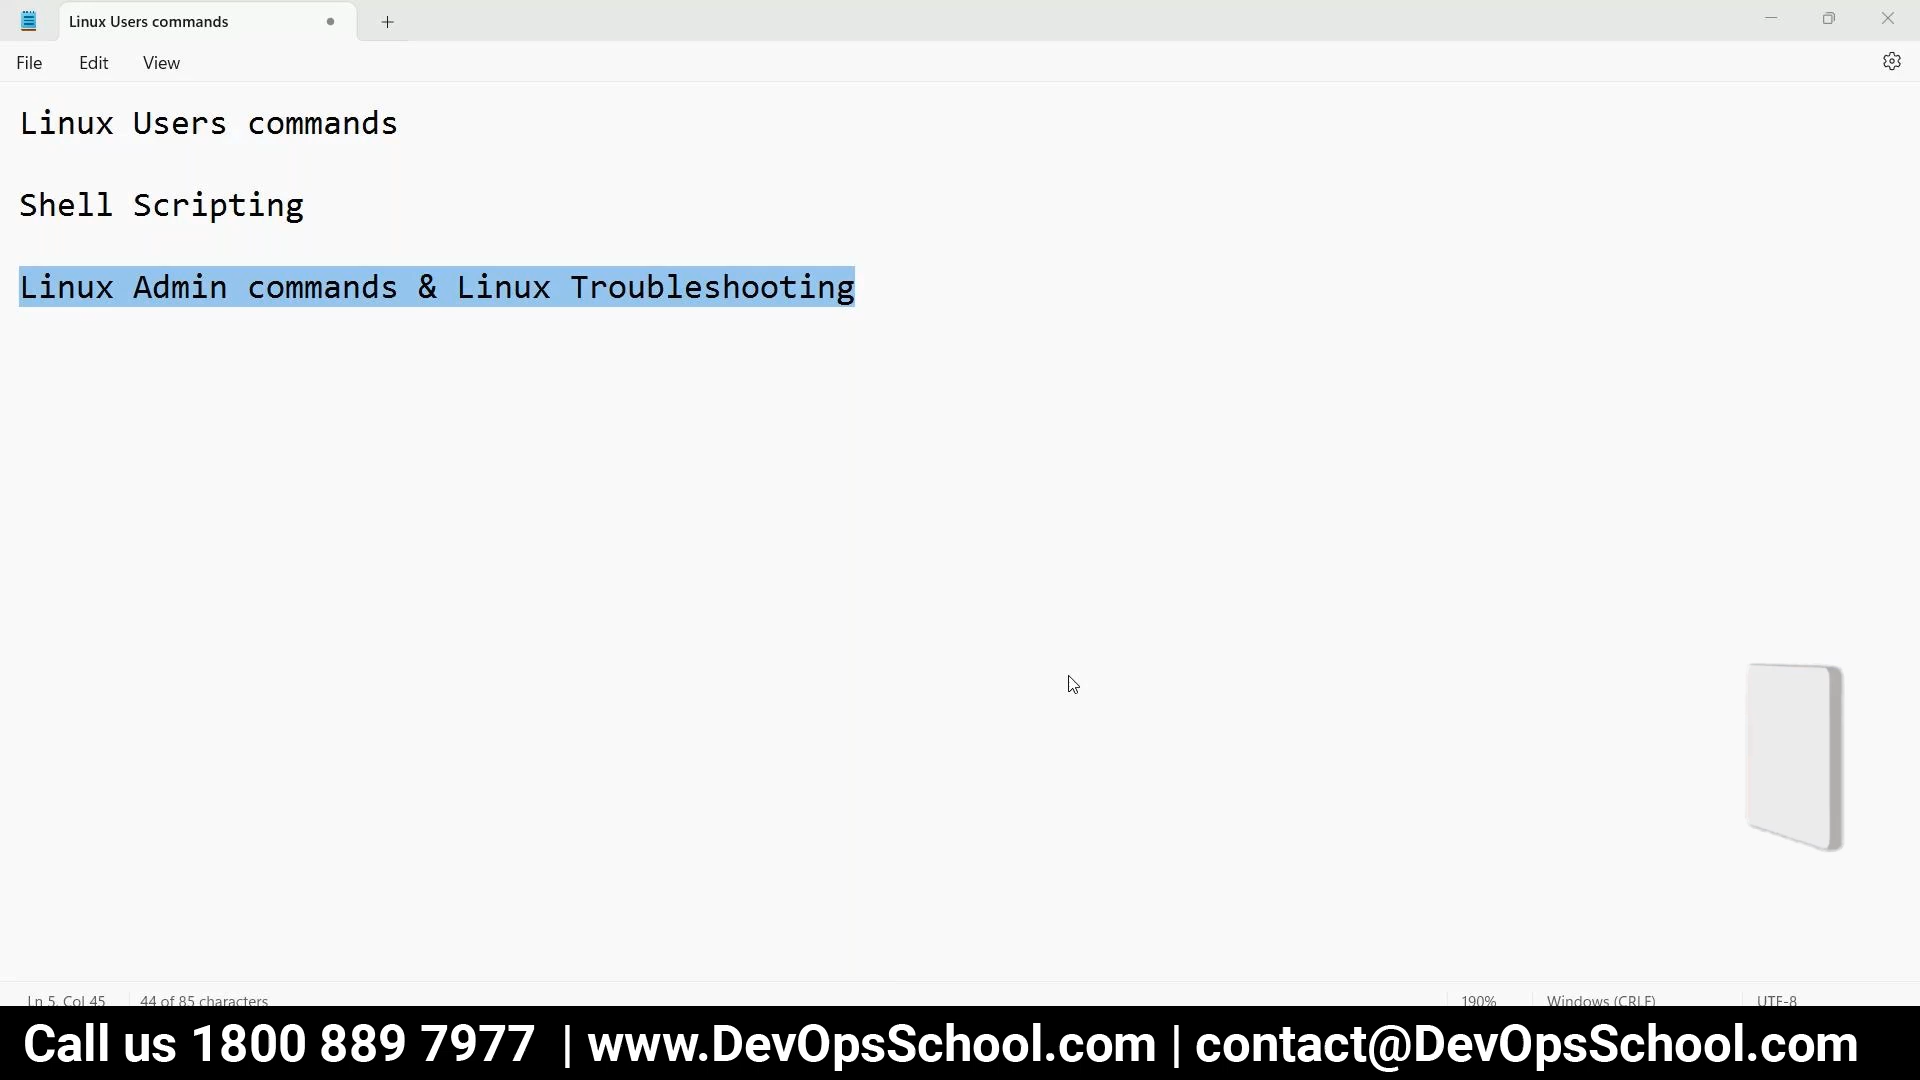 Linux Users commands
File Edit View
Linux Users commands
Shell Scripting
Linux Admin commands & Linux Troubleshooting
Ln 5, Col 45 44 of 85 characters 190% Windows (CRLF) UTF-8
Call us 1800 889 7977 | www.DevOpsSchool.com | contact@DevOpsSchool.com